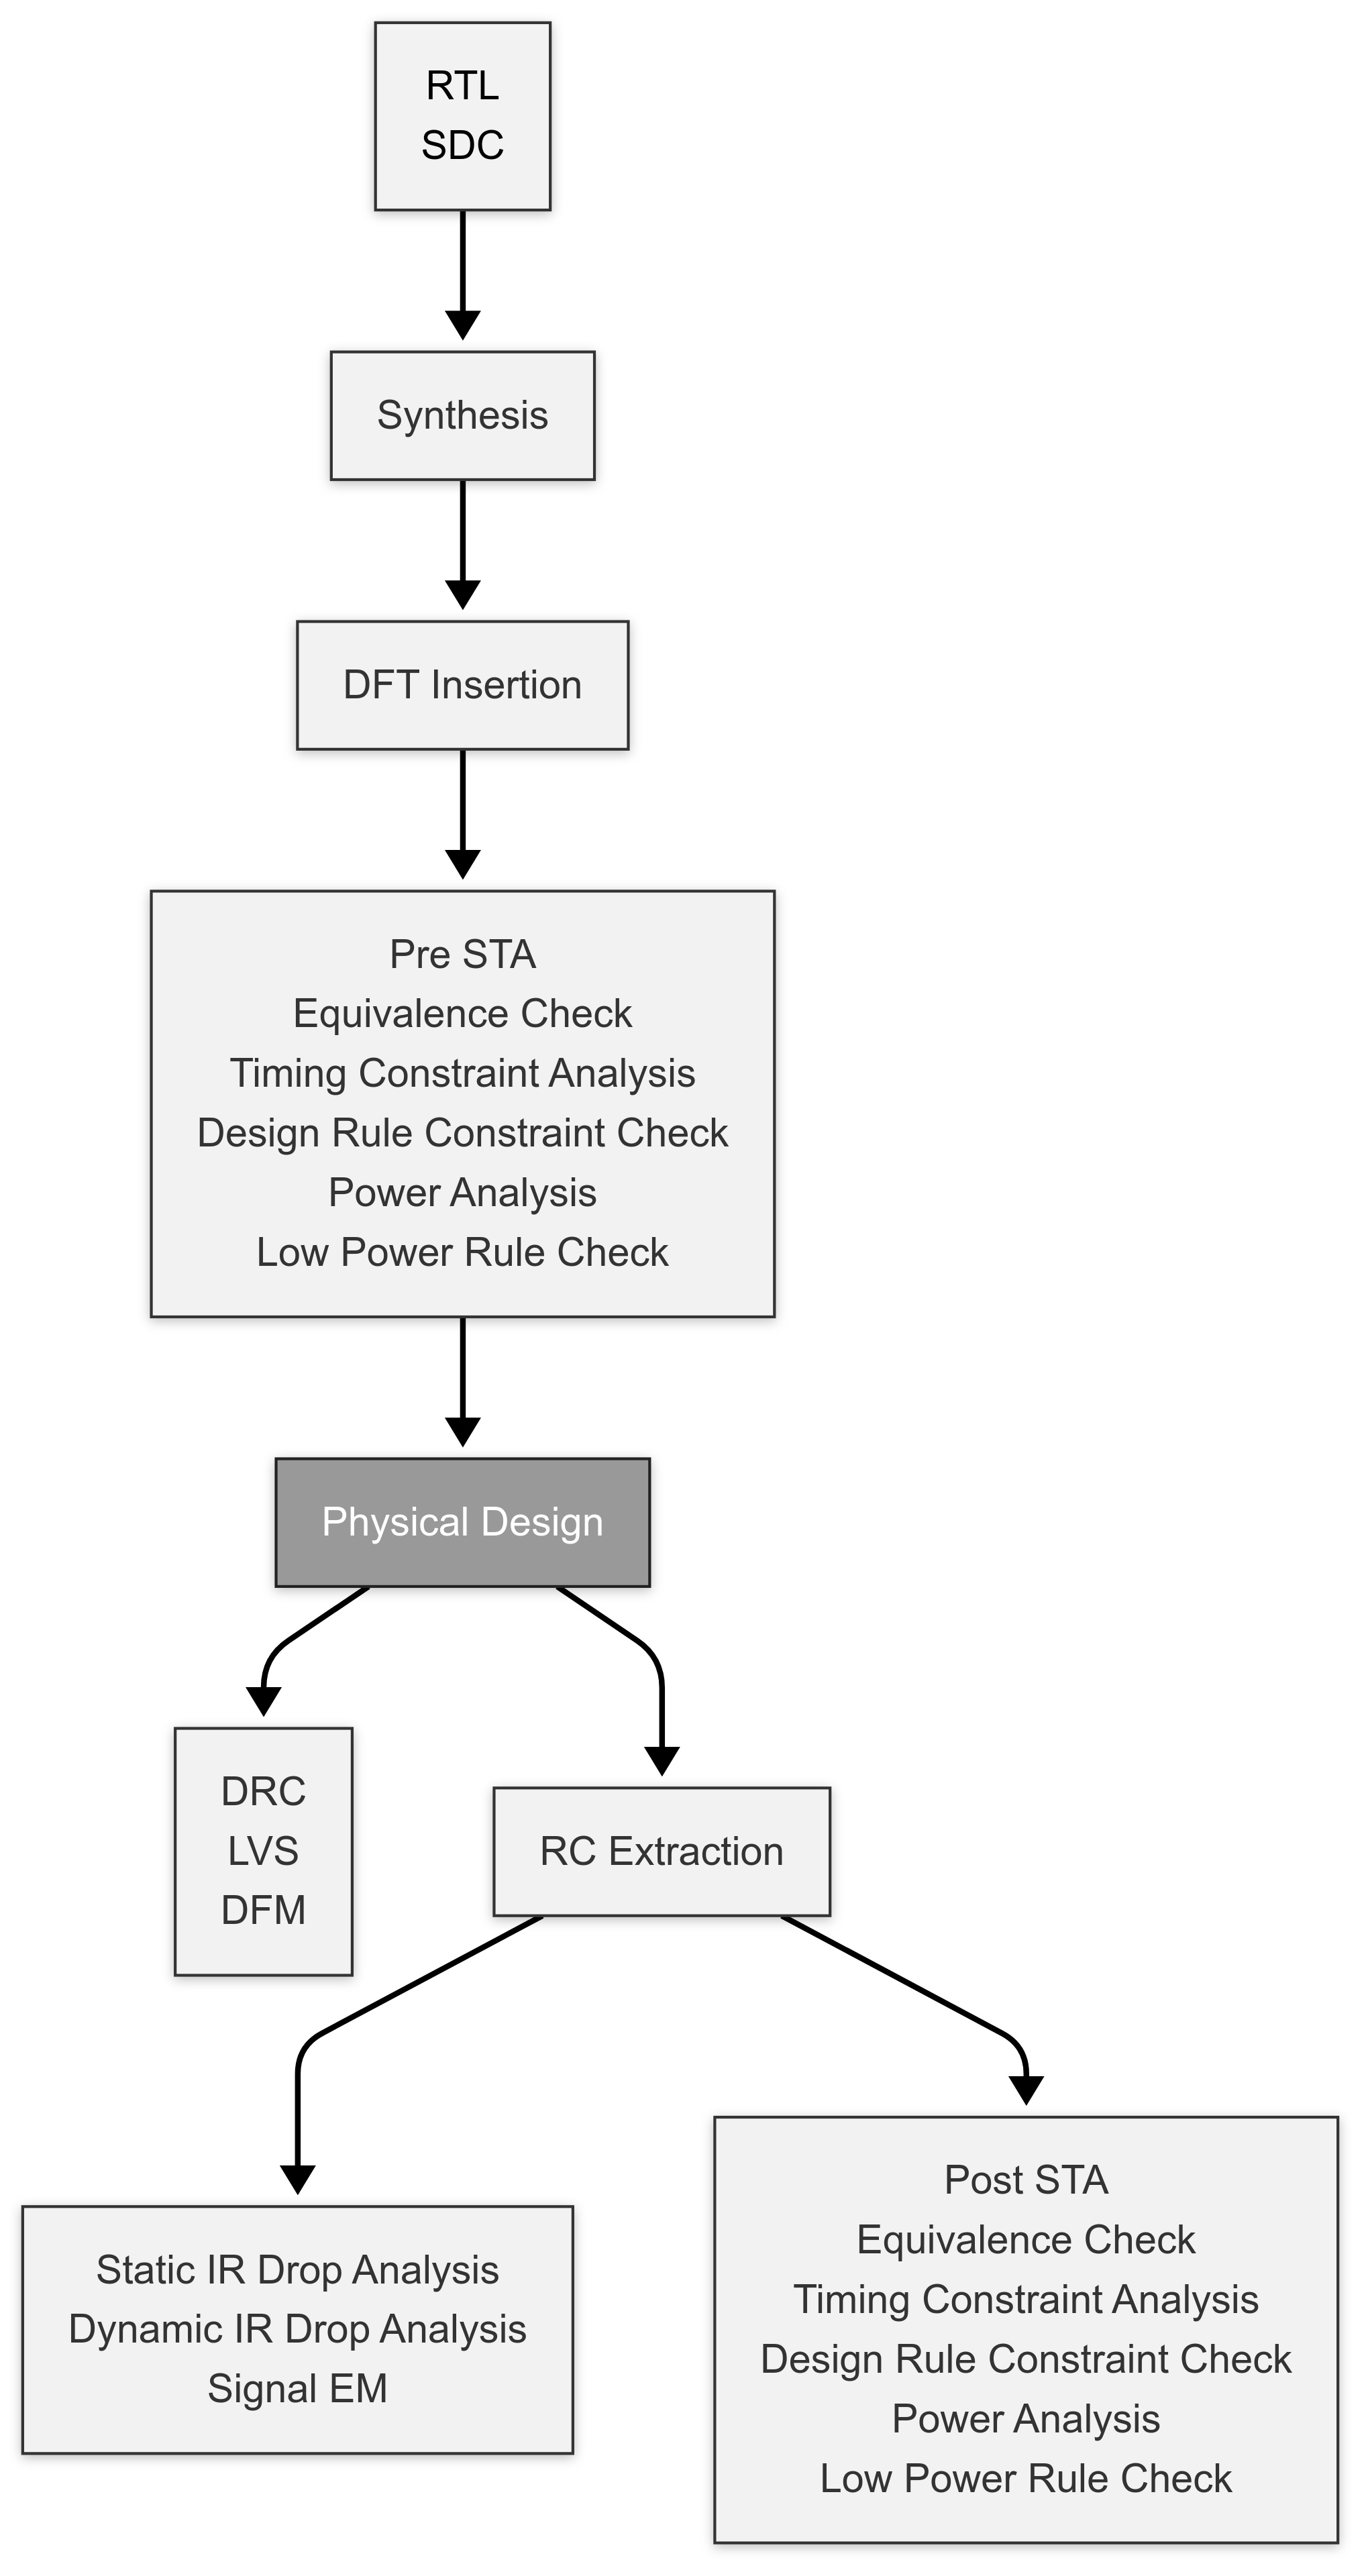 RTL
SDC
Synthesis
DFT Insertion
Pre STA
Equivalence Check
Timing Constraint Analysis
Design Rule Constraint Check
Power Analysis
Low Power Rule Check
Physical Design
DRC
LVS
DFM
RC Extraction
Static IR Drop Analysis
Dynamic IR Drop Analysis
Signal EM
Post STA
Equivalence Check
Timing Constraint Analysis
Design Rule Constraint Check
Power Analysis
Low Power Rule Check